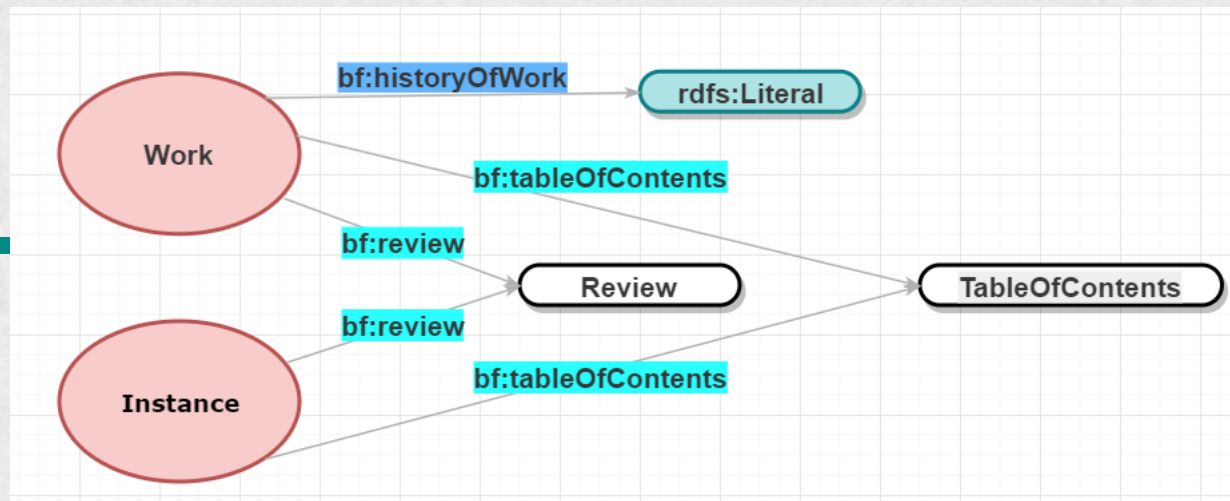 bf:historyOfWork
rdfs:Literal
Work
bf:tableOfContents
bf:review
Review
TableOfContents
bf:review
bf:tableOfContents
Instance